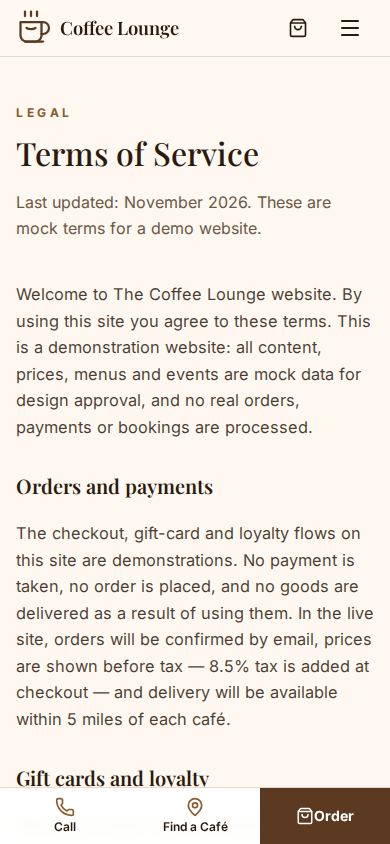 Coffee Lounge
LEGAL
Terms of Service
Last updated: November 2026. These are
mock terms for a demo website.
Welcome to The Coffee Lounge website. By
using this site you agree to these terms. This
is a demonstration website: all content,
prices, menus and events are mock data for
design approval, and no real orders,
payments or bookings are processed.
Orders and payments
The checkout, gift-card and loyalty flows on
this site are demonstrations. No payment is
taken, no order is placed, and no goods are
delivered as a result of using them. In the live
site, orders will be confirmed by email, prices
are shown before tax — 8.5% tax is added at
checkout — and delivery will be available
within 5 miles of each café.
Gift cards and loyalty
Call
Find a Café
Order